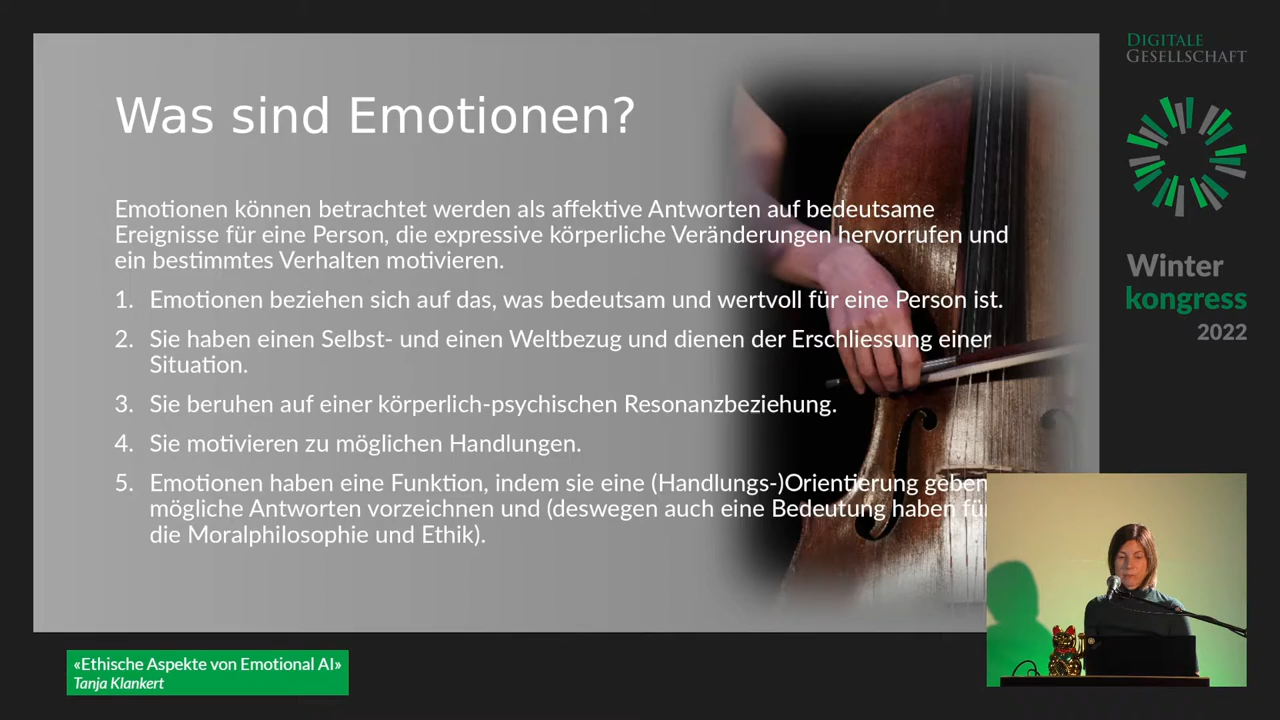 DIGITALE
GESELLSCHAFT
Winter
kongress
2022
Was sind Emotionen?
Emotionen können betrachtet werden als affektive Antworten auf bedeutsame
Ereignisse für eine Person, die expressive körperliche Veränderungen hervorrufen und
ein bestimmtes Verhalten motivieren.
1. Emotionen beziehen sich auf das, was bedeutsam und wertvoll für eine Person ist.
2. Sie haben einen Selbst- und einen Weltbezug und dienen der Erschliessung einer
Situation.
3. Sie beruhen auf einer körperlich-psychischen Resonanzbeziehung.
4. Sie motivieren zu möglichen Handlungen.
5. Emotionen haben eine Funktion, indem sie eine (Handlungs-)Orientierung geben
mögliche Antworten vorzeichnen und (deswegen auch eine Bedeutung haben für
die Moralphilosophie und Ethik).
«Ethische Aspekte von Emotional AI»
Tanja Klankert